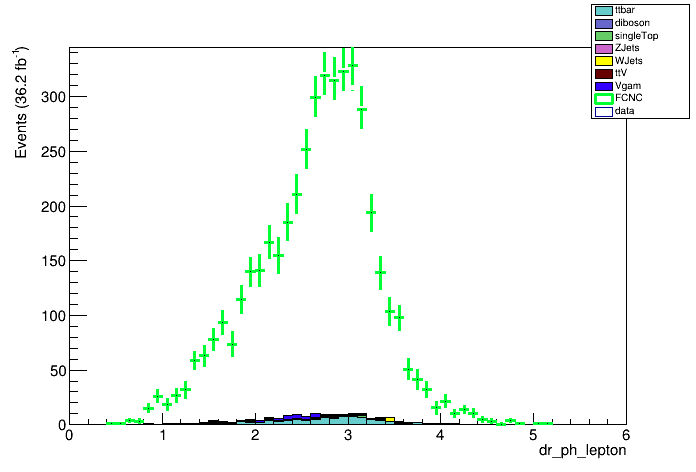 ttbar
diboson
singleTop
ZJets
WJets
ttV
Vgam
FCNC
data
Events (36.2 fb⁻¹)
300
250
200
150
100
50
0
0 1 2 3 4 5 6
dr_ph_lepton